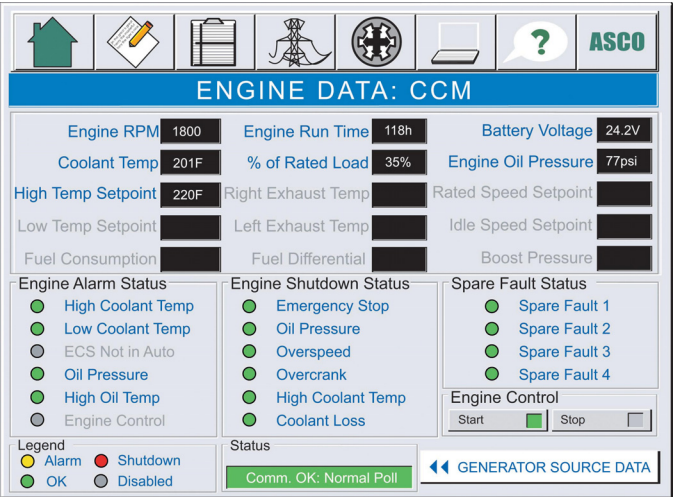 ?
ASCO
ENGINE DATA: CCM
Engine RPM 1800 Engine Run Time 118h Battery Voltage 24.2V
Coolant Temp 201F % of Rated Load 35% Engine Oil Pressure 77psi
High Temp Setpoint 220F Right Exhaust Temp Rated Speed Setpoint
Low Temp Setpoint Left Exhaust Temp Idle Speed Setpoint
Fuel Consumption Fuel Differential Boost Pressure
Engine Alarm Status
High Coolant Temp
Low Coolant Temp
ECS Not in Auto
Oil Pressure
High Oil Temp
Engine Control
Engine Shutdown Status
Emergency Stop
Oil Pressure
Overspeed
Overcrank
High Coolant Temp
Coolant Loss
Spare Fault Status
Spare Fault 1
Spare Fault 2
Spare Fault 3
Spare Fault 4
Engine Control
Start Stop
Legend
Alarm Shutdown
OK Disabled
Status
Comm. OK: Normal Poll
GENERATOR SOURCE DATA